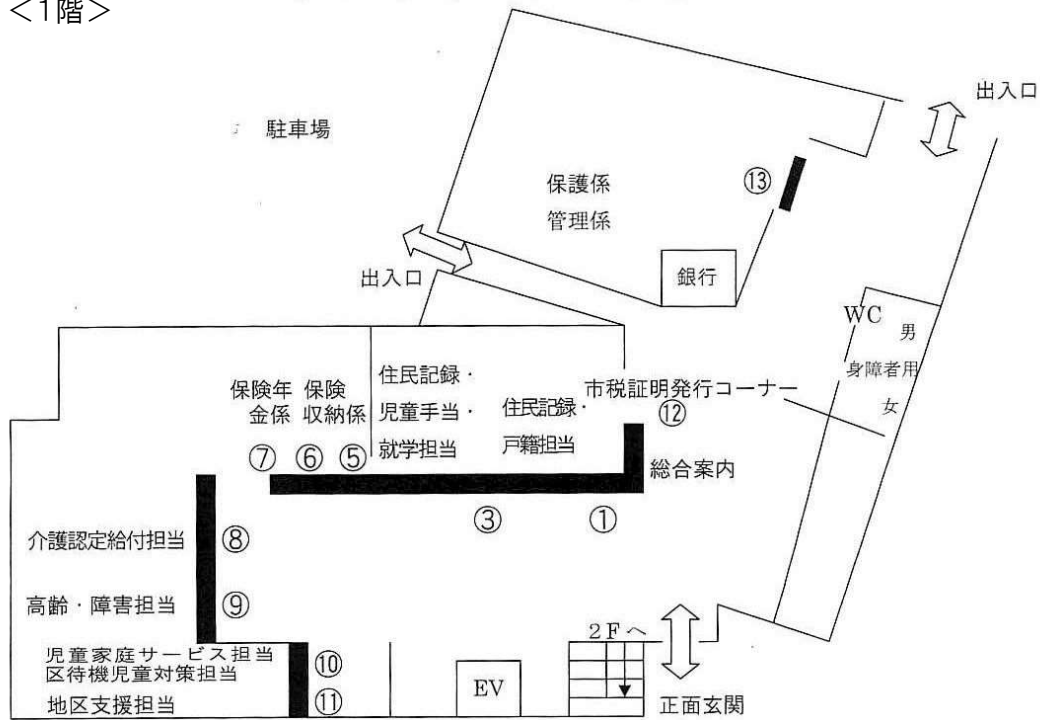 <1階>
出入口
駐車場
保護係
管理係
⑬
出入口
銀行
WC
男
身障者用
女
保険年
金係
保険
収納係
住民記録・
児童手当・
就学担当
住民記録・
戸籍担当
市税証明発行コーナー
⑫
⑦
⑥
⑤
総合案内
③
①
介護認定給付担当
⑧
高齢・障害担当
⑨
児童家庭サービス担当
区待機児童対策担当
⑩
地区支援担当
⑪
EV
2Fへ
正面玄関